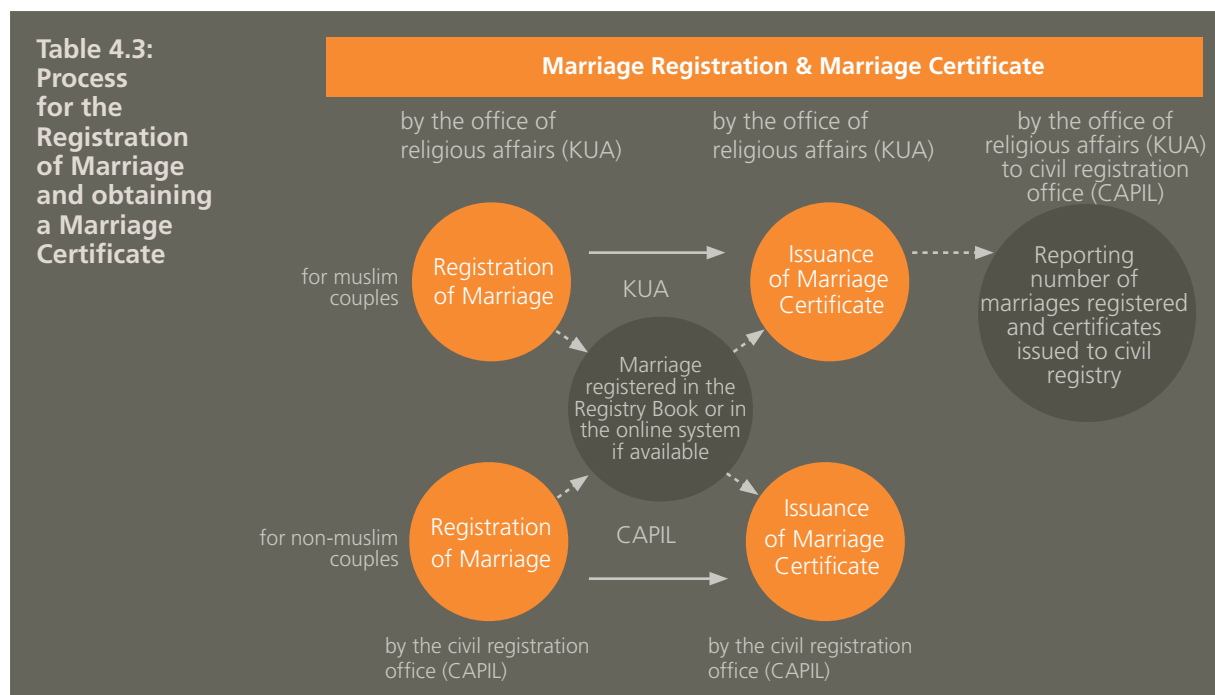 Table 4.3:
Process
for the
Registration
of Marriage
and obtaining
a Marriage
Certificate
Marriage Registration & Marriage Certificate
by the office of
religious affairs (KUA)
by the office of
religious affairs (KUA)
by the office of
religious affairs (KUA)
to civil registration
office (CAPIL)
for muslim
couples
Registration
of Marriage
KUA
Issuance
of Marriage
Certificate
Reporting
number of
marriages registered
and certificates
issued to civil
registry
Marriage
registered in the
Registry Book or in
the online system
if available
for non-muslim
couples
Registration
of Marriage
CAPIL
Issuance
of Marriage
Certificate
by the civil registration
office (CAPIL)
by the civil registration
office (CAPIL)